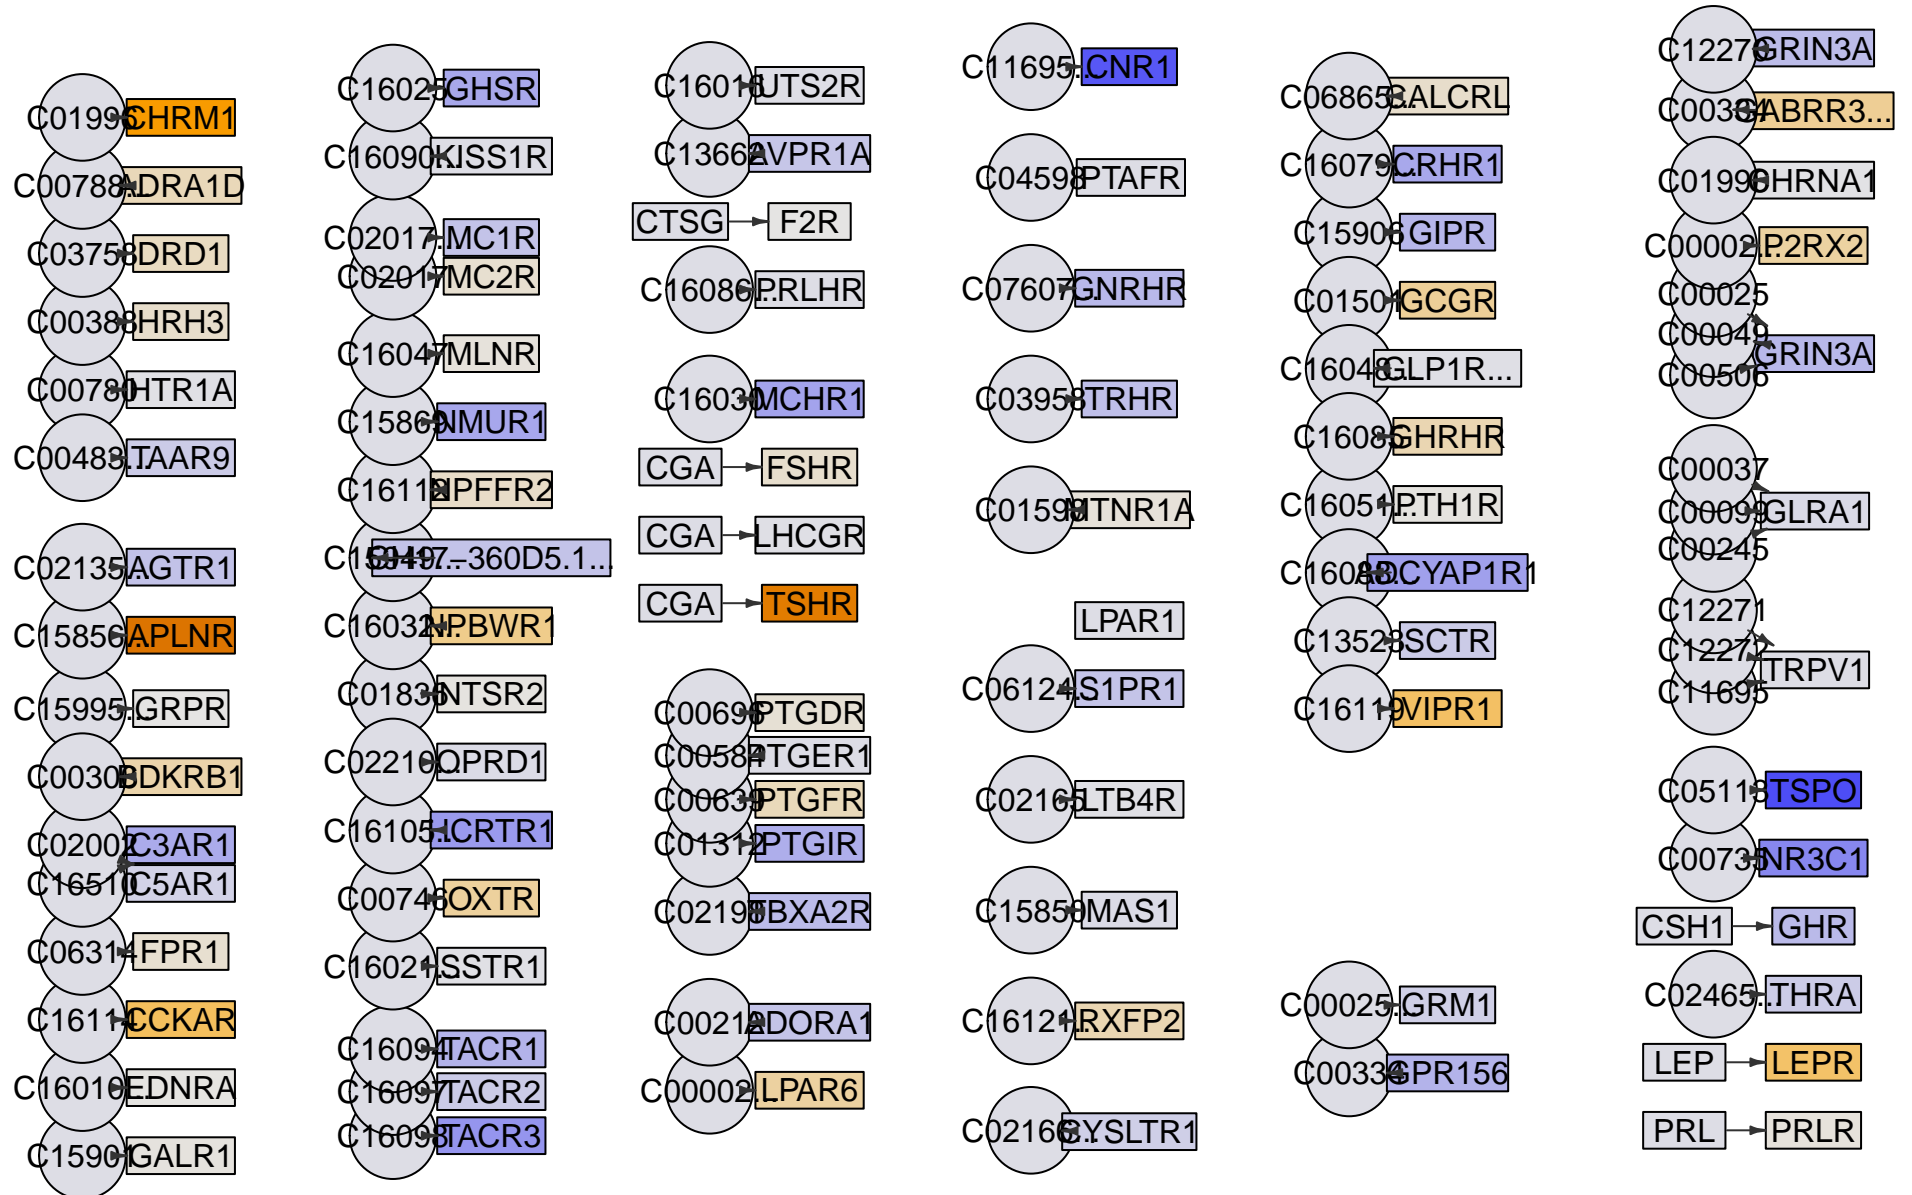 C01996 CHRM1
C00788... ADRA1D
C03758 DRD1
C00388 HRH3
C00780 HTR1A
C00483... TAAR9
C02135... AGTR1
C15856... APLNR
C15995... GRPR
C00306 BDKRB1
C02002 C3AR1
C16510 C5AR1
C06314 FPR1
C16114 CCKAR
C16010... EDNRA
C15901 GALR1
C16025 GHSR
C16090... KISS1R
C02017... MC1R
C02017 MC2R
C16047 MLNR
C15869 NMUR1
C16118 NPFFR2
–360D5.1...
C16032... NPBWR1
C01836 NTSR2
C02210... OPRD1
C16105... HCRTR1
C00746 OXTR
C16021... SSTR1
C16094 TACR1
C16097 TACR2
C16098 TACR3
C16016 UTS2R
C13662 AVPR1A
CTSG F2R
C16086... PRLHR
C16030 MCHR1
CGA FSHR
CGA LHCGR
CGA TSHR
C00696 PTGDR
C00584 PTGER1
C00639 PTGFR
C01312 PTGIR
C02198 TBXA2R
C00212 ADORA1
C00002... LPAR6
C11695... CNR1
C04598 PTAFR
C07607... GNRHR
C03958 TRHR
C01598 MTNR1A
LPAR1
C06124... S1PR1
C02165 LTB4R
C15850 MAS1
C16121... RXFP2
C02166... CYSLTR1
C06865... CALCRL
C16079... CRHR1
C15906 GIPR
C01501 GCGR
C16048... GLP1R...
C16085 GHRHR
C16051... PTH1R
ADCYAP1R1
C13523 SCTR
C16119 VIPR1
C00025... GRM1
C00334 GPR156
C12270 GRIN3A
C00334 GABRR3...
C01996 CHRNA1
C00002... P2RX2
C00025
C00049
GRIN3A
C00506
C00037
C00099 GLRA1
C00245
C12271
C12272
TRPV1
C11695
C05113 TSPO
C00735 NR3C1
CSH1 GHR
C02465... THRA
LEP LEPR
PRL PRLR